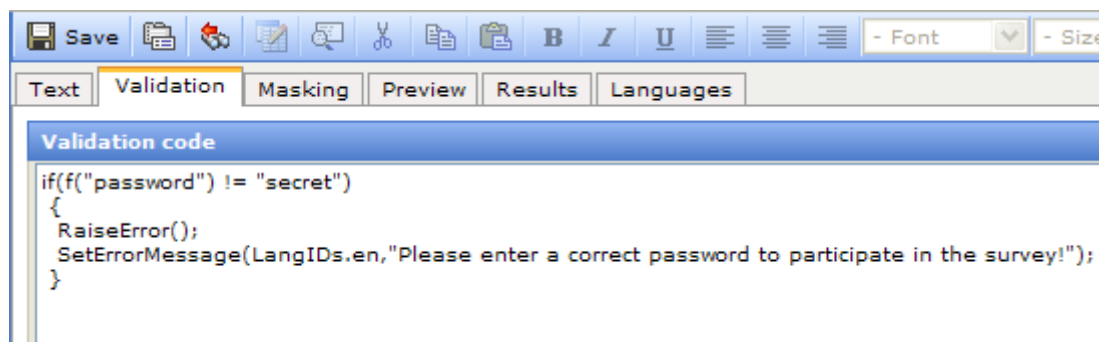 Save B I U - Font - Size
Text Validation Masking Preview Results Languages
Validation code
if(f("password") != "secret")
{
RaiseError();
SetErrorMessage(LangIDs.en,"Please enter a correct password to participate in the survey!");
}